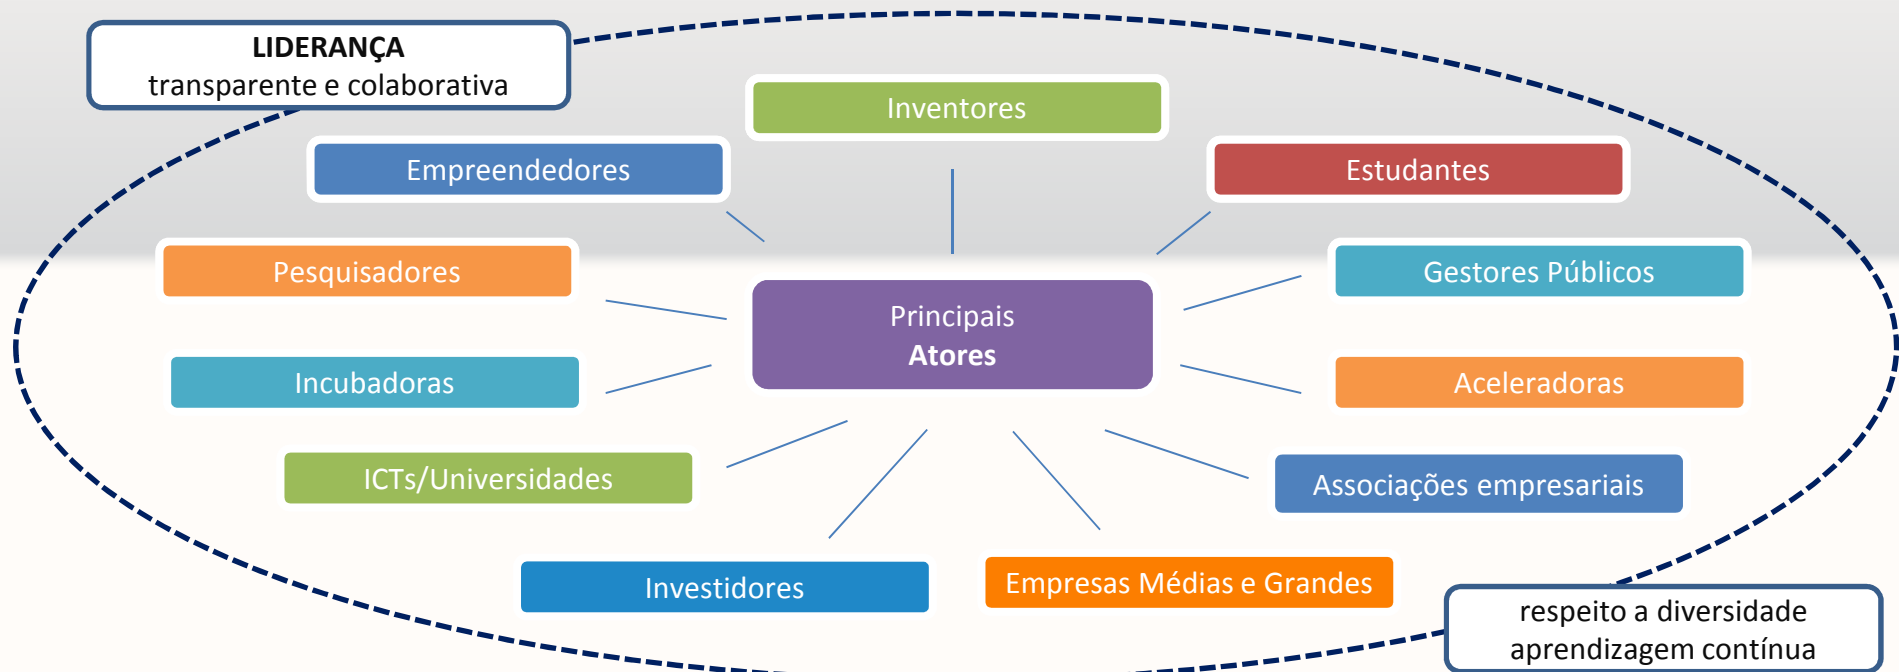 LIDERANÇA
transparente e colaborativa
Inventores
Empreendedores
Estudantes
Pesquisadores
Gestores Públicos
Principais
Atores
Incubadoras
Aceleradoras
ICTs/Universidades
Associações empresariais
Investidores
Empresas Médias e Grandes
respeito a diversidade
aprendizagem contínua